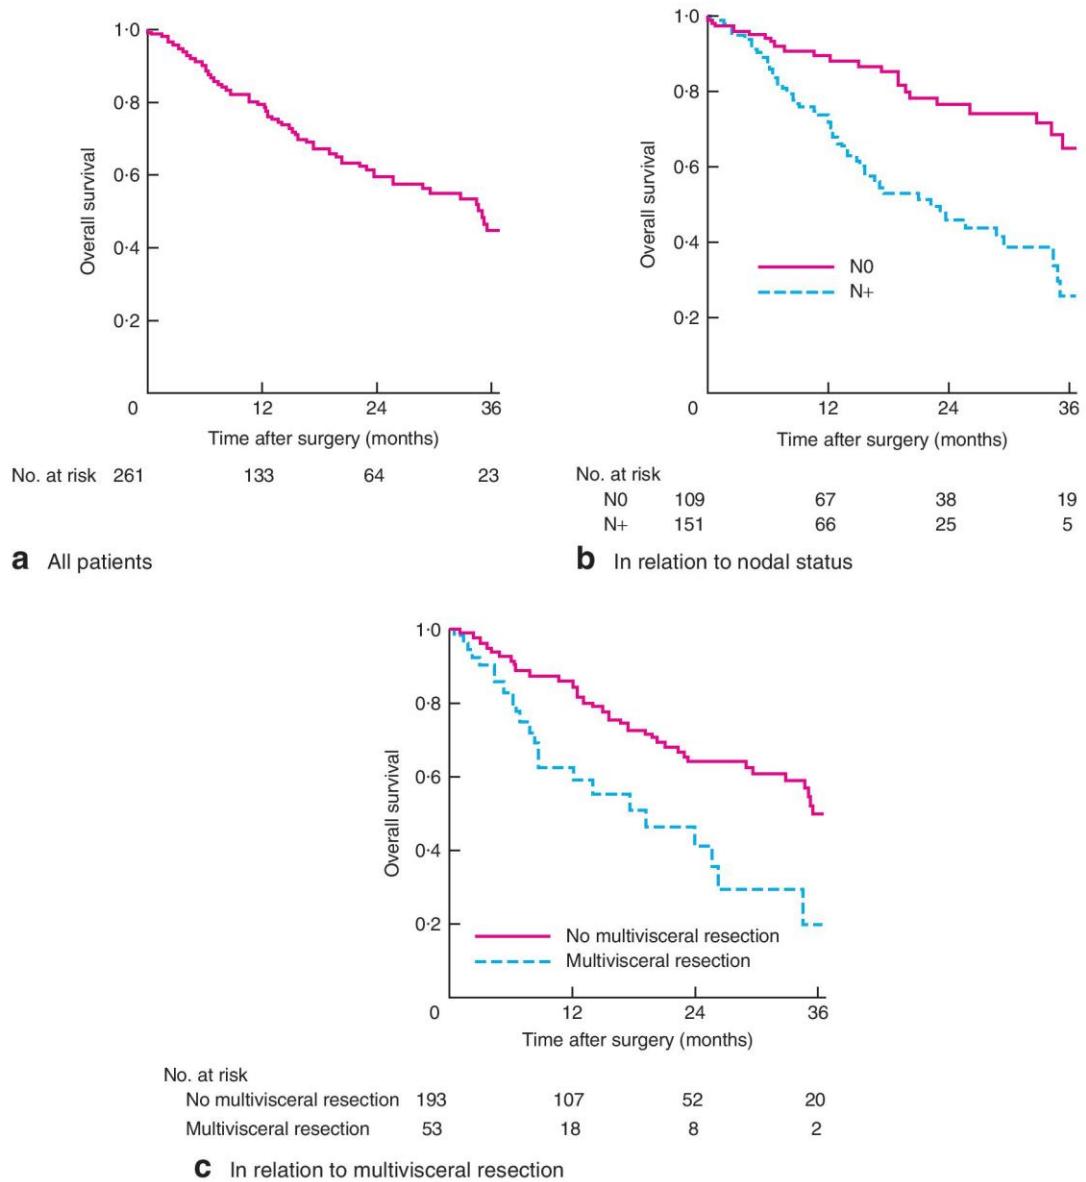 1·0
0·8
0·6
0·4
0·2
0
12
24
36
Overall survival
Time after surgery (months)
No. at risk 261 133 64 23
a All patients
1·0
0·8
0·6
0·4
0·2
0
12
24
36
Overall survival
N0
N+
Time after surgery (months)
No. at risk
N0 109 67 38 19
N+ 151 66 25 5
b In relation to nodal status
1·0
0·8
0·6
0·4
0·2
0
12
24
36
Overall survival
No multivisceral resection
Multivisceral resection
Time after surgery (months)
No. at risk
No multivisceral resection 193 107 52 20
Multivisceral resection 53 18 8 2
c In relation to multivisceral resection